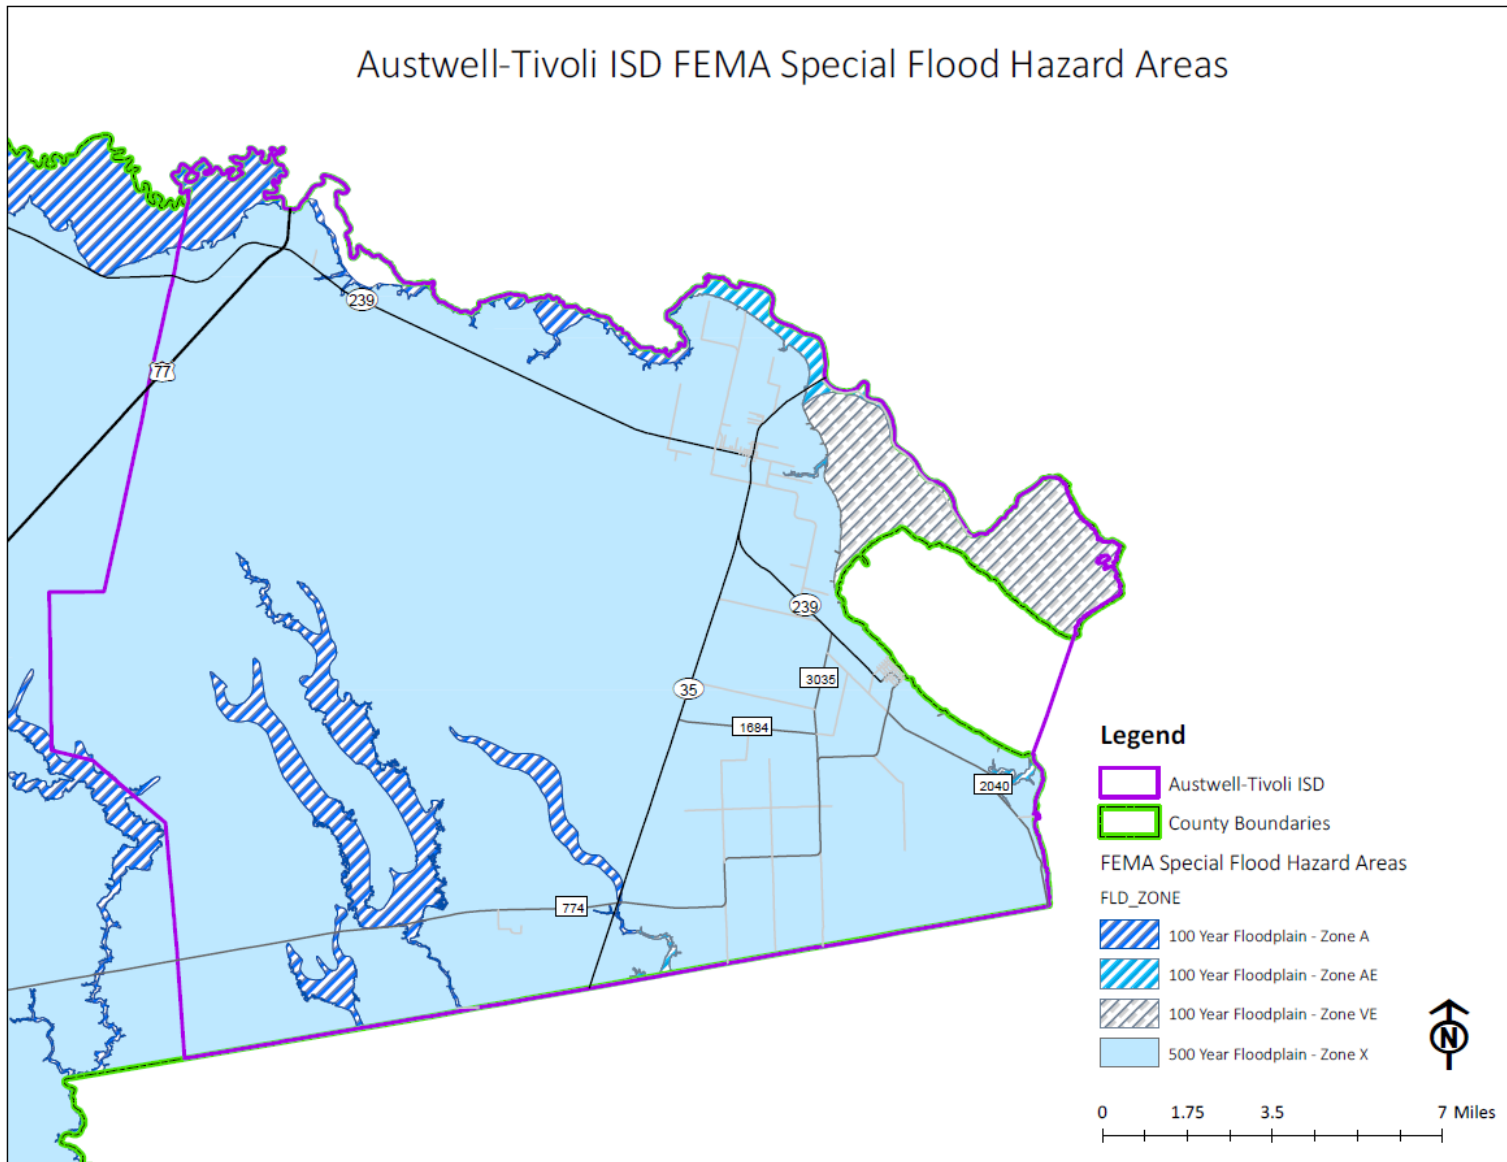 Austwell-Tivoli ISD FEMA Special Flood Hazard Areas
239
77
239
3035
35
1684
2040
774
Legend
Austwell-Tivoli ISD
County Boundaries
FEMA Special Flood Hazard Areas
FLD_ZONE
100 Year Floodplain - Zone A
100 Year Floodplain - Zone AE
100 Year Floodplain - Zone VE
500 Year Floodplain - Zone X
N
0 1.75 3.5 7 Miles